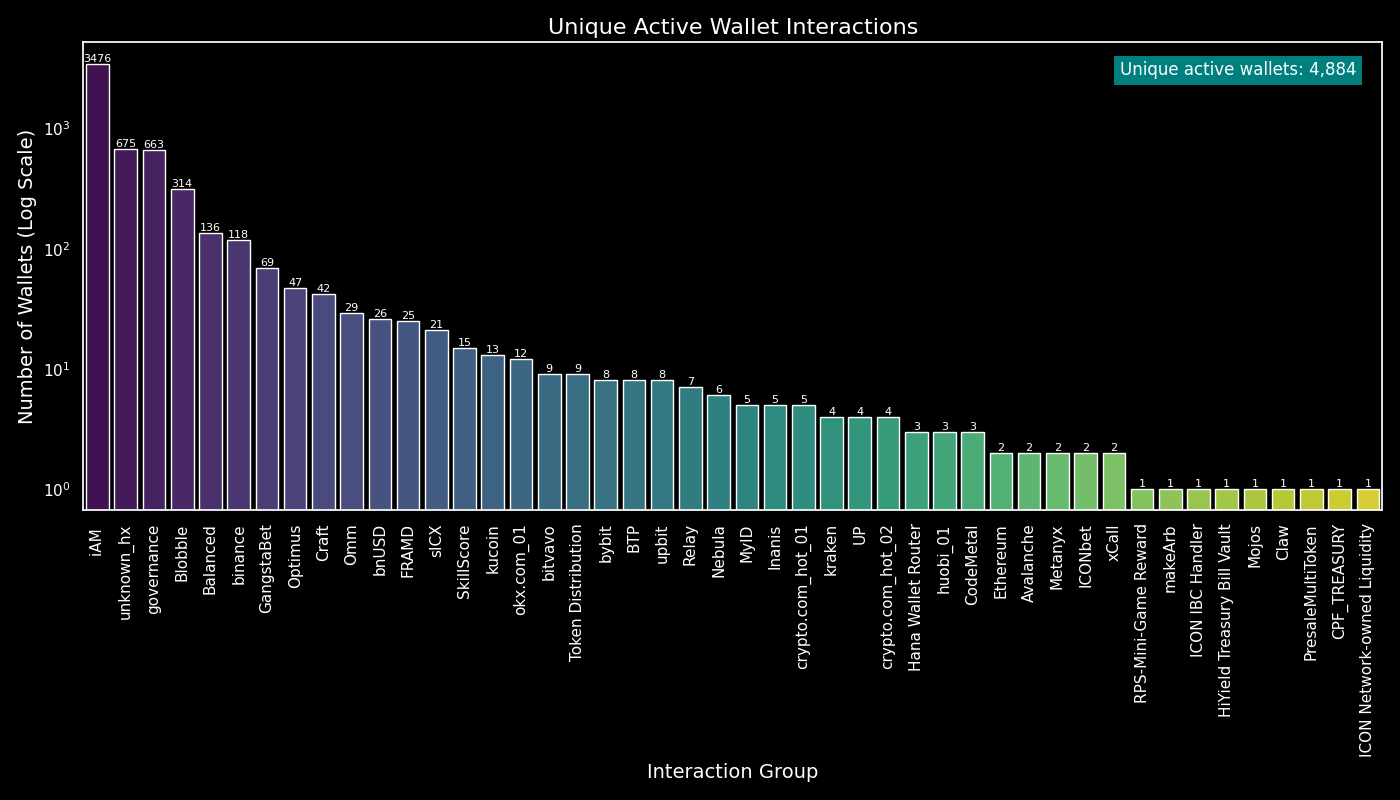 Unique Active Wallet Interactions
Unique active wallets: 4,884
Number of Wallets (Log Scale)
10³
10²
10¹
10⁰
3476
675
663
314
136
118
69
47
42
29
26
25
21
15
13
12
9
9
8
8
8
7
6
5
5
5
4
4
4
3
3
3
2
2
2
2
2
1
1
1
1
1
1
1
1
1
iAM
unknown_hx
governance
Blobble
Balanced
binance
GangstaBet
Optimus
Craft
Omm
bnUSD
FRAMD
sICX
SkillScore
kucoin
okx.com_01
bitvavo
Token Distribution
bybit
BTP
upbit
Relay
Nebula
MyID
Inanis
crypto.com_hot_01
kraken
UP
crypto.com_hot_02
Hana Wallet Router
huobi_01
CodeMetal
Ethereum
Avalanche
Metanyx
ICONbet
xCall
RPS-Mini-Game Reward
makeArb
ICON IBC Handler
HiYield Treasury Bill Vault
Mojos
Claw
PresaleMultiToken
CPF_TREASURY
ICON Network-owned Liquidity
Interaction Group